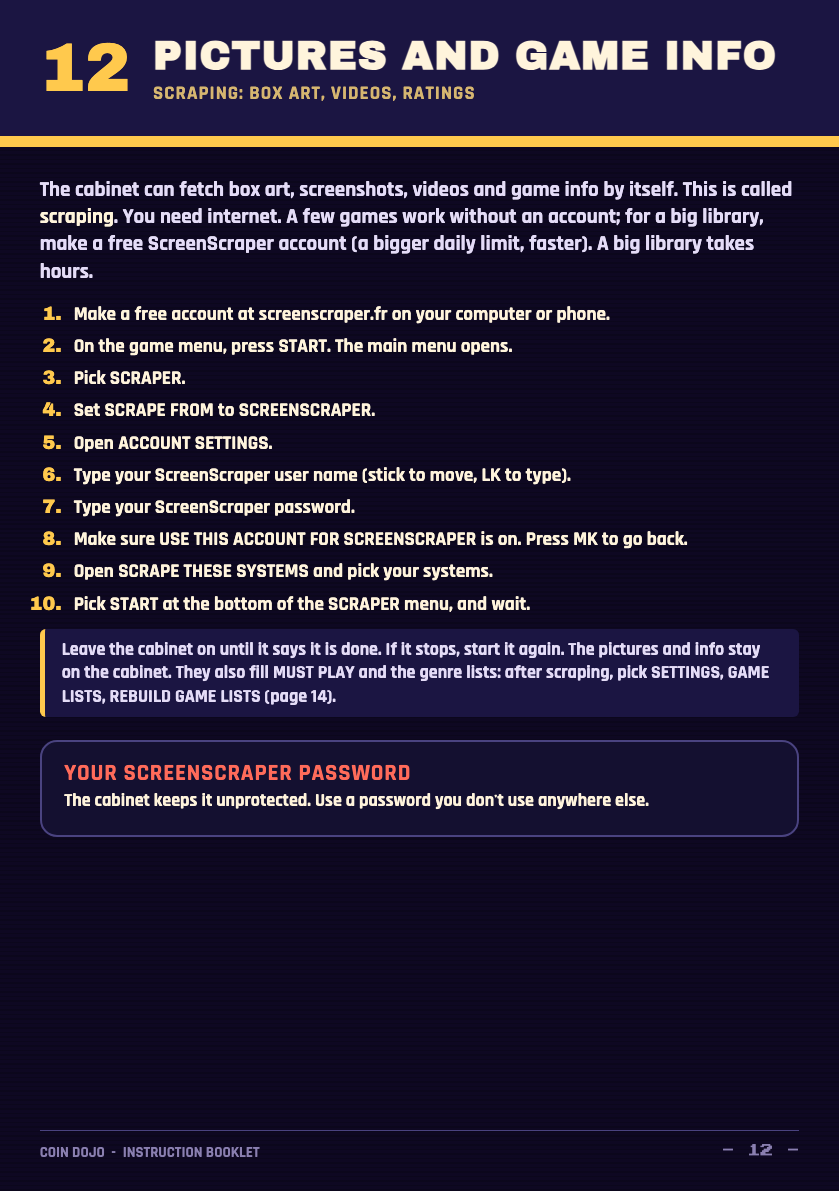 12
PICTURES AND GAME INFO
SCRAPING: BOX ART, VIDEOS, RATINGS
The cabinet can fetch box art, screenshots, videos and game info by itself. This is called
scraping. You need internet. A few games work without an account; for a big library,
make a free ScreenScraper account (a bigger daily limit, faster). A big library takes
hours.
1. Make a free account at screenscraper.fr on your computer or phone.
2. On the game menu, press START. The main menu opens.
3. Pick SCRAPER.
4. Set SCRAPE FROM to SCREENSCRAPER.
5. Open ACCOUNT SETTINGS.
6. Type your ScreenScraper user name (stick to move, LK to type).
7. Type your ScreenScraper password.
8. Make sure USE THIS ACCOUNT FOR SCREENSCRAPER is on. Press MK to go back.
9. Open SCRAPE THESE SYSTEMS and pick your systems.
10. Pick START at the bottom of the SCRAPER menu, and wait.
Leave the cabinet on until it says it is done. If it stops, start it again. The pictures and info stay
on the cabinet. They also fill MUST PLAY and the genre lists: after scraping, pick SETTINGS, GAME
LISTS, REBUILD GAME LISTS (page 14).
YOUR SCREENSCRAPER PASSWORD
The cabinet keeps it unprotected. Use a password you don't use anywhere else.
COIN DOJO - INSTRUCTION BOOKLET
– 12 –